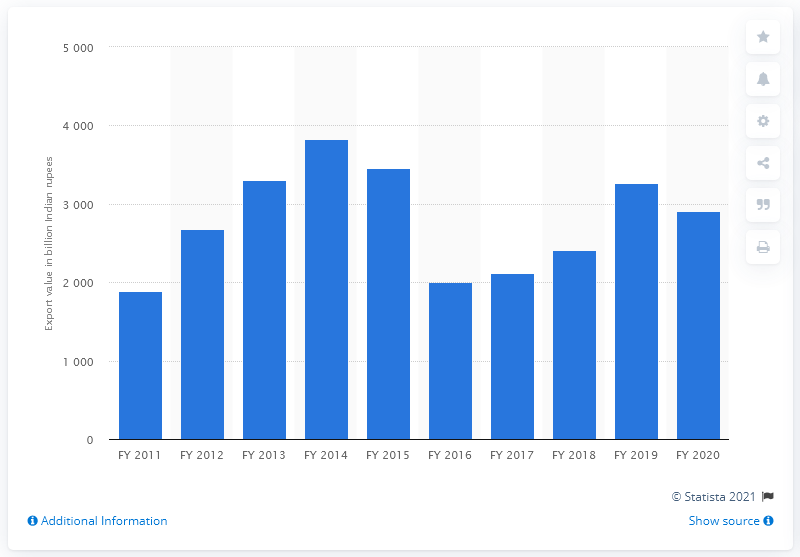 5 000
4 000
3 000
2 000
1 000
0
Export value in billion Indian rupees
FY 2011 FY 2012 FY 2013 FY 2014 FY 2015 FY 2016 FY 2017 FY 2018 FY 2019 FY 2020
© Statista 2021
Additional Information
Show source